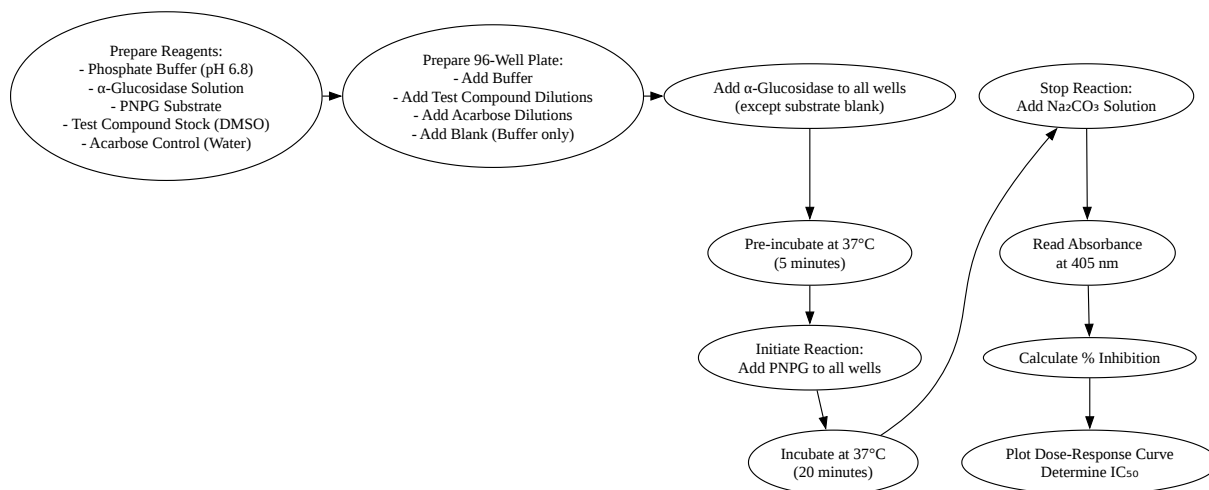 Prepare Reagents:
- Phosphate Buffer (pH 6.8)
- α-Glucosidase Solution
- PNPG Substrate
- Test Compound Stock (DMSO)
- Acarbose Control (Water)
Prepare 96-Well Plate:
- Add Buffer
- Add Test Compound Dilutions
- Add Acarbose Dilutions
- Add Blank (Buffer only)
Add α-Glucosidase to all wells
(except substrate blank)
Pre-incubate at 37°C
(5 minutes)
Initiate Reaction:
Add PNPG to all wells
Incubate at 37°C
(20 minutes)
Stop Reaction:
Add Na₂CO₃ Solution
Read Absorbance
at 405 nm
Calculate % Inhibition
Plot Dose-Response Curve
Determine IC₅₀